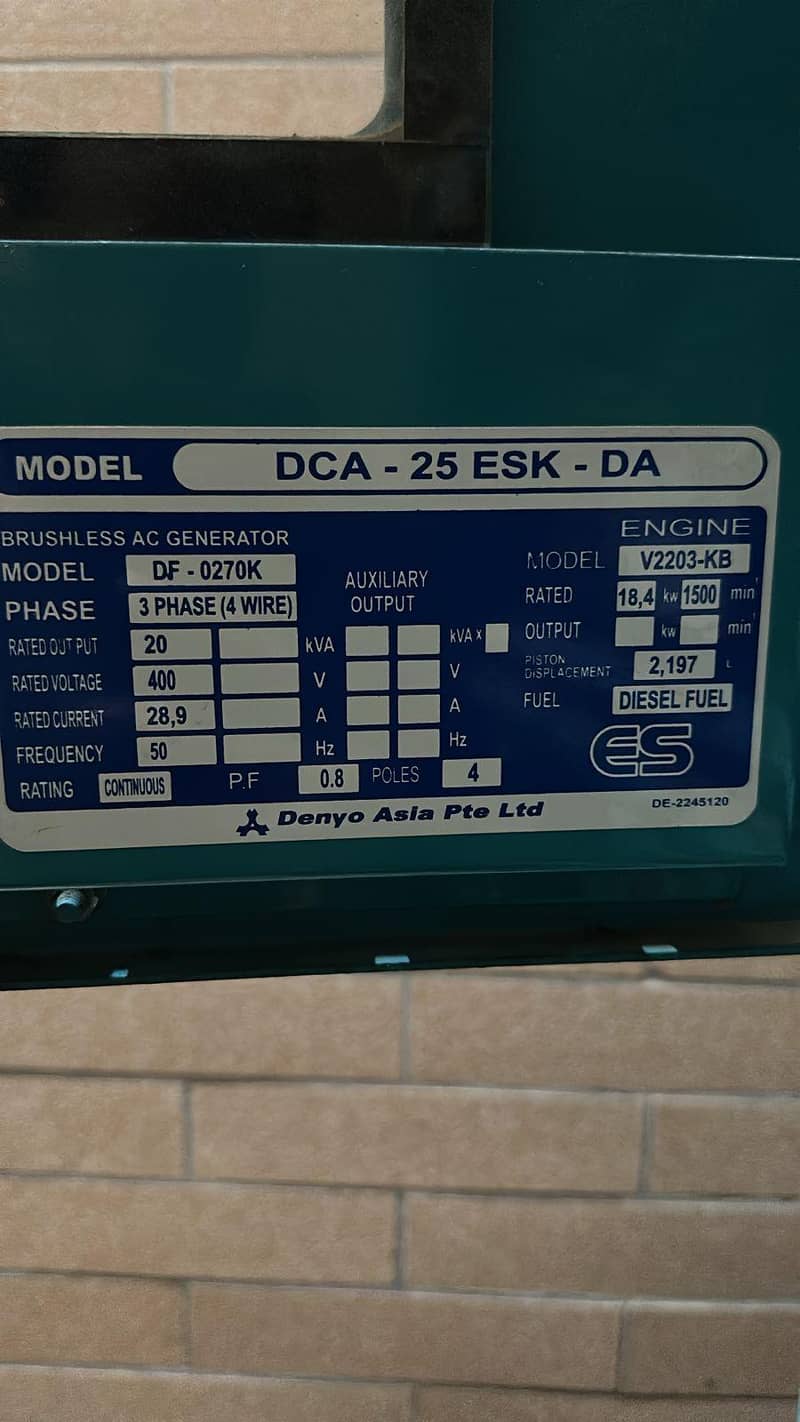 MODEL DCA - 25 ESK - DA
BRUSHLESS AC GENERATOR
MODEL DF - 0270K
PHASE 3 PHASE (4 WIRE)
RATED OUT PUT 20 kVA
RATED VOLTAGE 400 V
RATED CURRENT 28,9 A
FREQUENCY 50 Hz
RATING CONTINUOUS P.F 0.8 POLES 4
AUXILIARY
OUTPUT
kVA x
V
A
Hz
ENGINE
MODEL V2203-KB
RATED 18,4 kw 1500 min⁻¹
OUTPUT kw min⁻¹
PISTON
DISPLACEMENT 2,197 L
FUEL DIESEL FUEL
ES
Denyo Asia Pte Ltd
DE-2245120